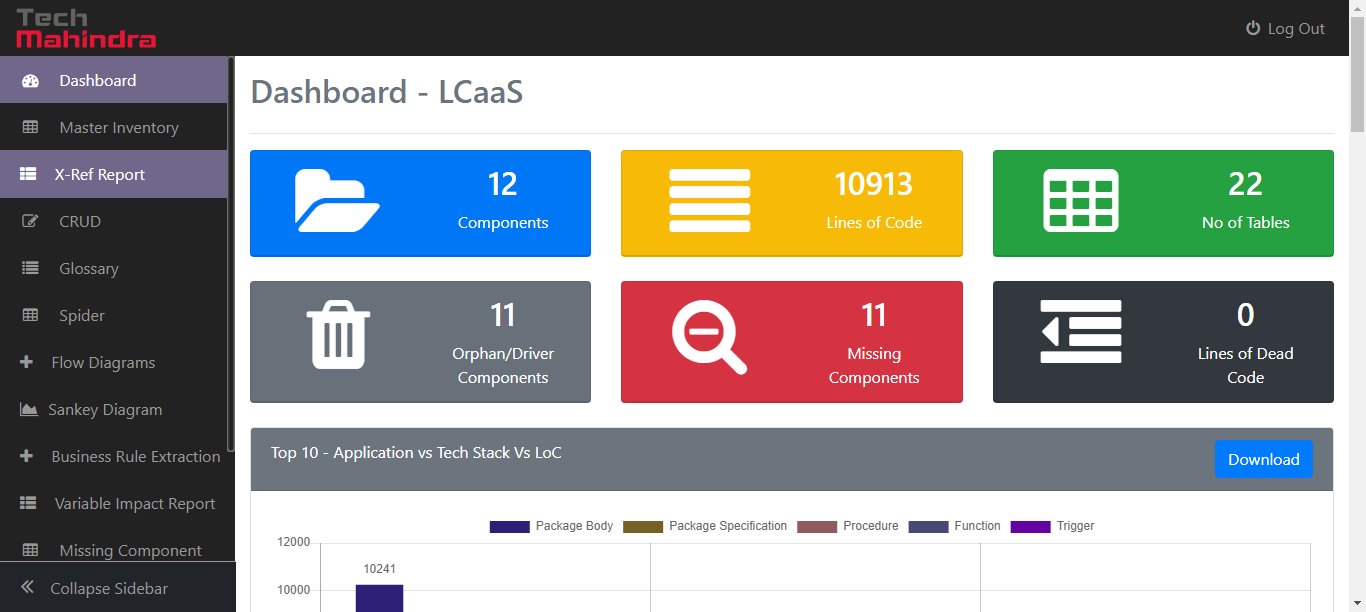 Tech
Mahindra
Log Out
Dashboard
Master Inventory
X-Ref Report
CRUD
Glossary
Spider
Flow Diagrams
Sankey Diagram
Business Rule Extraction
Variable Impact Report
Missing Component
Collapse Sidebar
Dashboard - LCaaS
12
Components
10913
Lines of Code
22
No of Tables
11
Orphan/Driver
Components
11
Missing
Components
0
Lines of Dead
Code
Top 10 - Application vs Tech Stack Vs LoC
Download
Package Body Package Specification Procedure Function Trigger
12000
10241
10000